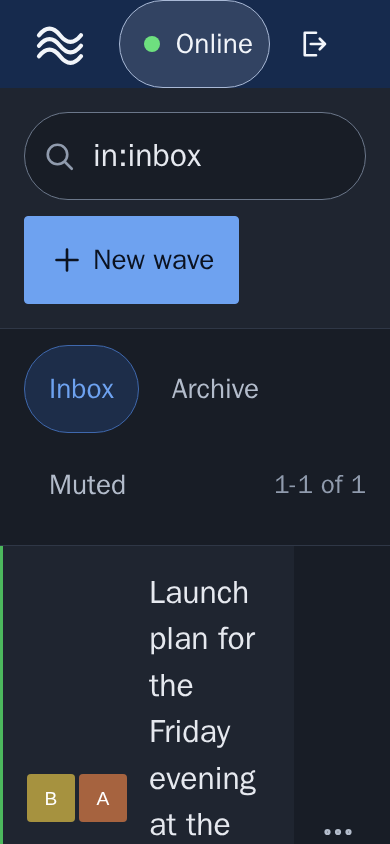 Online
in:inbox
New wave
Inbox
Archive
Muted
1-1 of 1
Launch
plan for
the
Friday
evening
at the
B
A